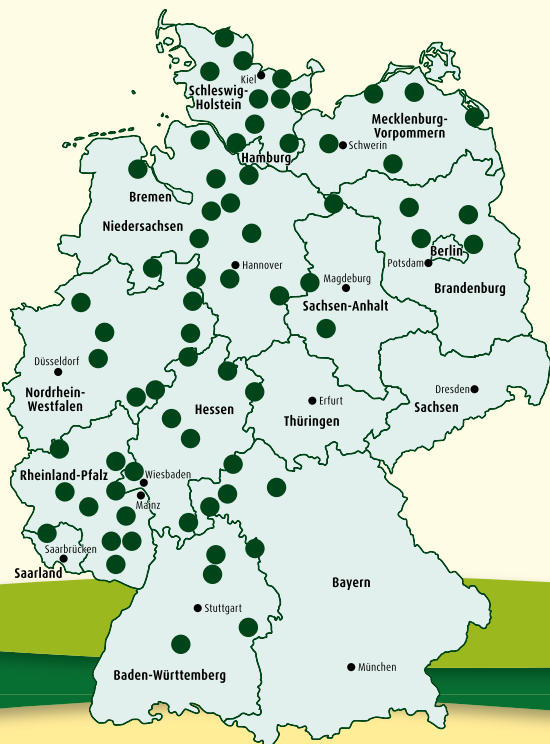 Kiel
Schleswig-
Holstein
Mecklenburg-
Vorpommern
Schwerin
Hamburg
Bremen
Niedersachsen
Hannover
Berlin
Potsdam
Brandenburg
Magdeburg
Sachsen-Anhalt
Düsseldorf
Nordrhein-
Westfalen
Hessen
Erfurt
Thüringen
Dresden
Sachsen
Rheinland-Pfalz
Wiesbaden
Mainz
Saarbrücken
Saarland
Bayern
Stuttgart
Baden-Württemberg
München